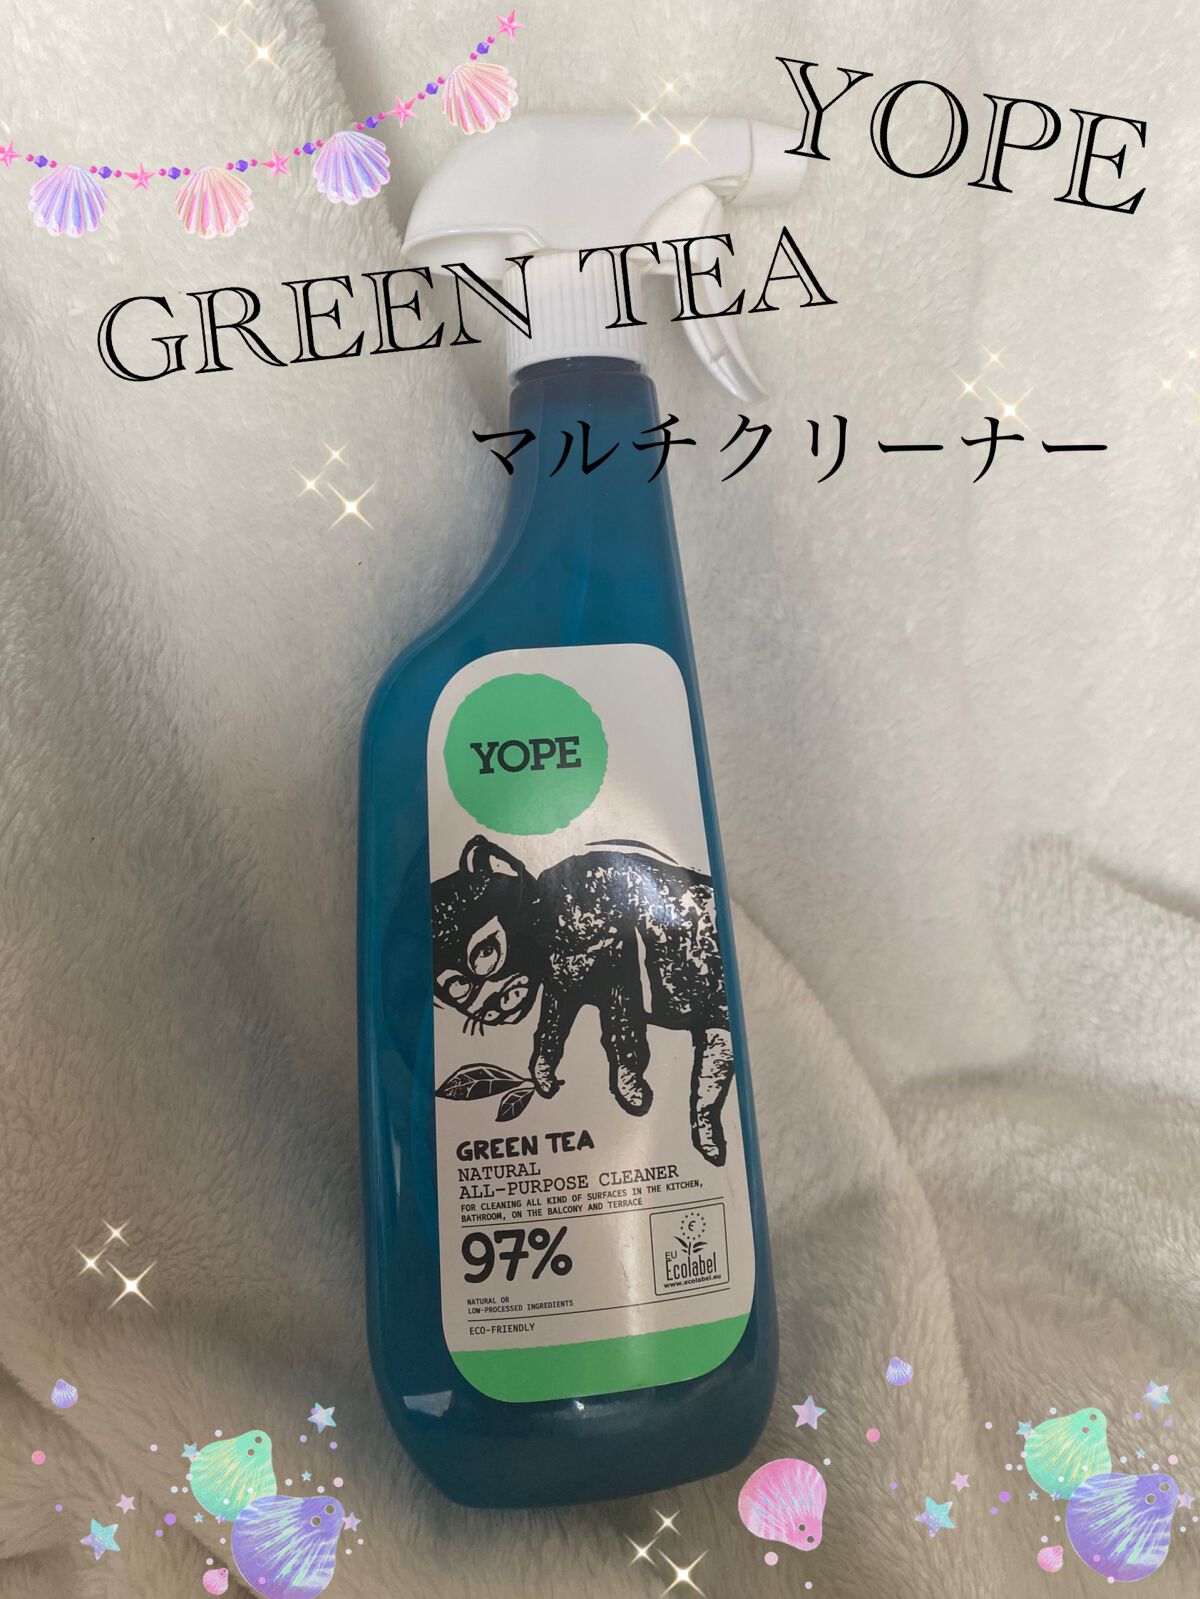 YOPE
GREEN TEA
マルチクリーナー
YOPE
GREEN TEA
NATURAL
ALL-PURPOSE CLEANER
FOR CLEANING ALL KIND OF SURFACES IN THE KITCHEN,
BATHROOM, ON THE BALCONY AND TERRACE
97%
NATURAL OR
LOW-PROCESSED INGREDIENTS
ECO-FRIENDLY
€
EU
Ecolabel
www.ecolabel.eu